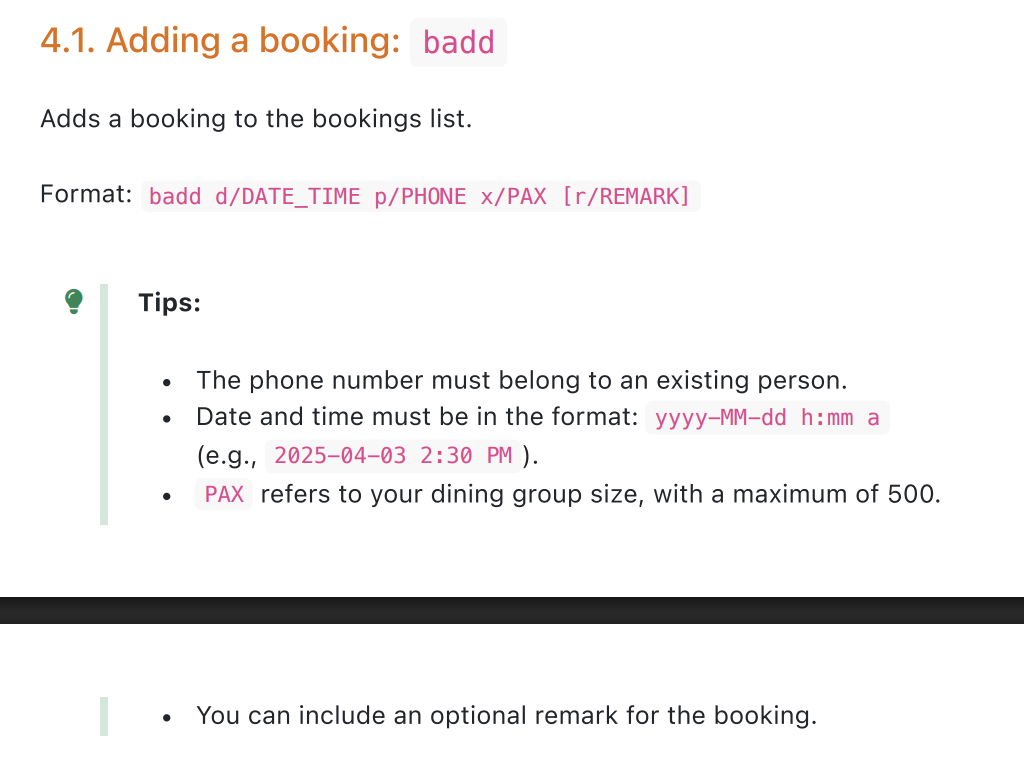 4.1. Adding a booking: badd
Adds a booking to the bookings list.
Format: badd d/DATE_TIME p/PHONE x/PAX [r/REMARK]
Tips:
• The phone number must belong to an existing person.
• Date and time must be in the format: yyyy-MM-dd h:mm a
(e.g., 2025-04-03 2:30 PM ).
• PAX refers to your dining group size, with a maximum of 500.
• You can include an optional remark for the booking.